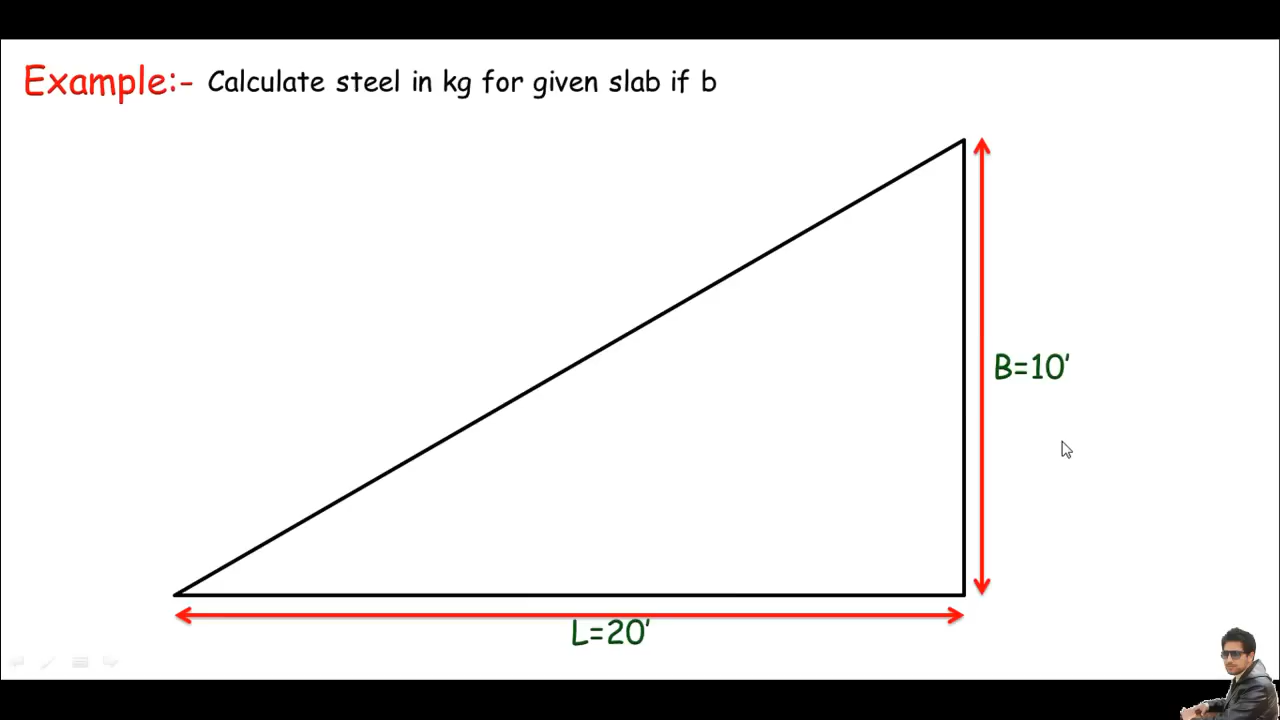 Example:- Calculate steel in kg for given slab if b
B=10'
L=20'